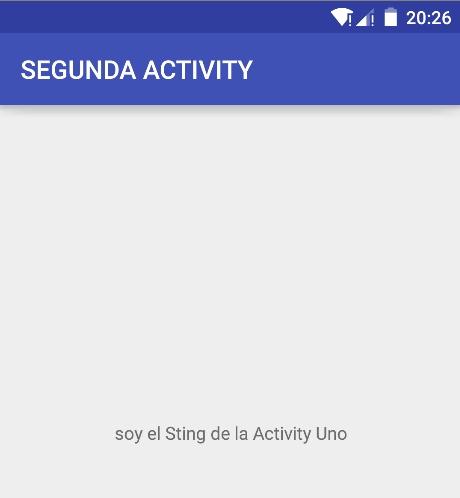 20:26
SEGUNDA ACTIVITY
soy el Sting de la Activity Uno